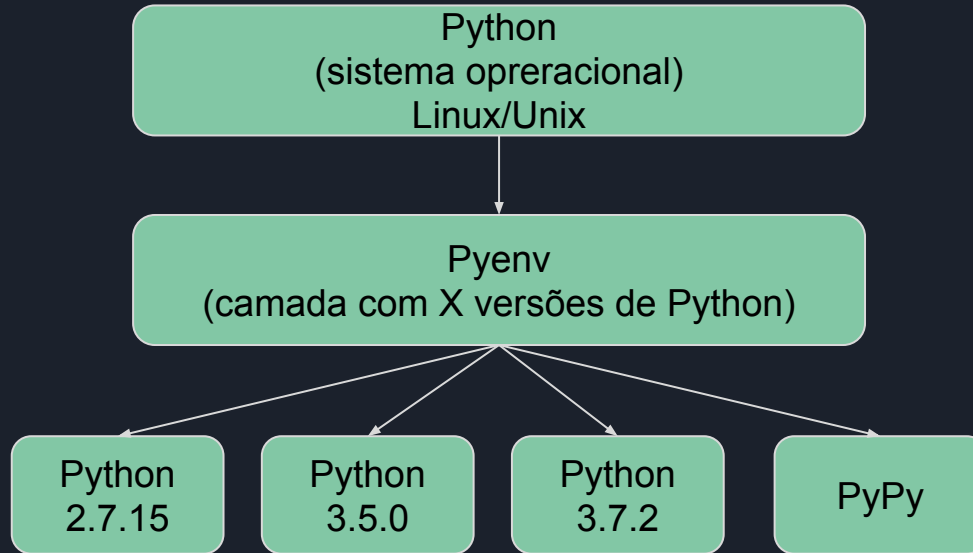 Python
(sistema opreracional)
Linux/Unix
Pyenv
(camada com X versões de Python)
Python
2.7.15
Python
3.5.0
Python
3.7.2
PyPy